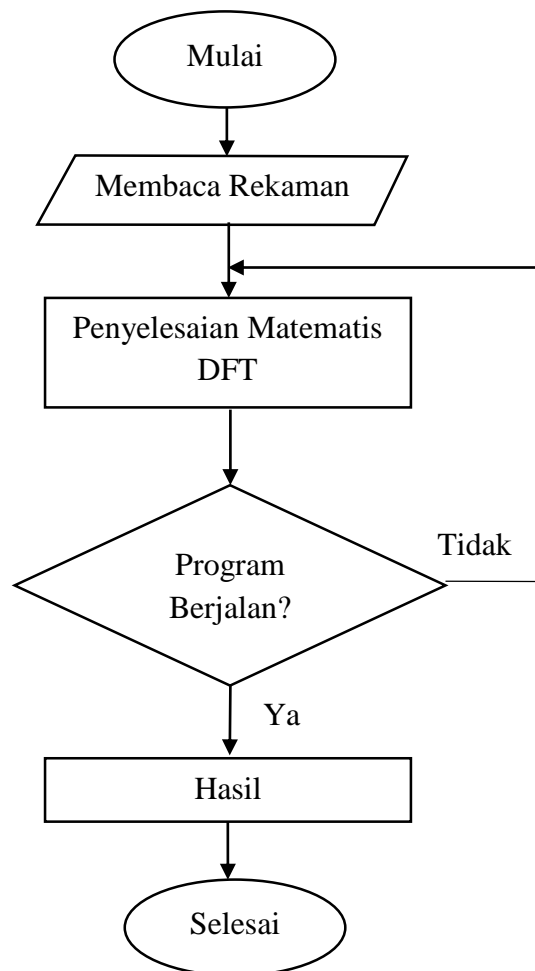 Mulai
Membaca Rekaman
Penyelesaian Matematis
DFT
Program
Berjalan?
Tidak
Ya
Hasil
Selesai